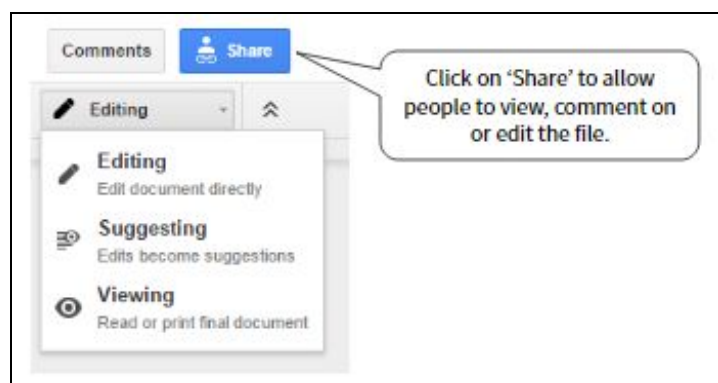 Comments
Share
Click on ‘Share’ to allow
people to view, comment on
or edit the file.
Editing
Editing
Edit document directly
Suggesting
Edits become suggestions
Viewing
Read or print final document